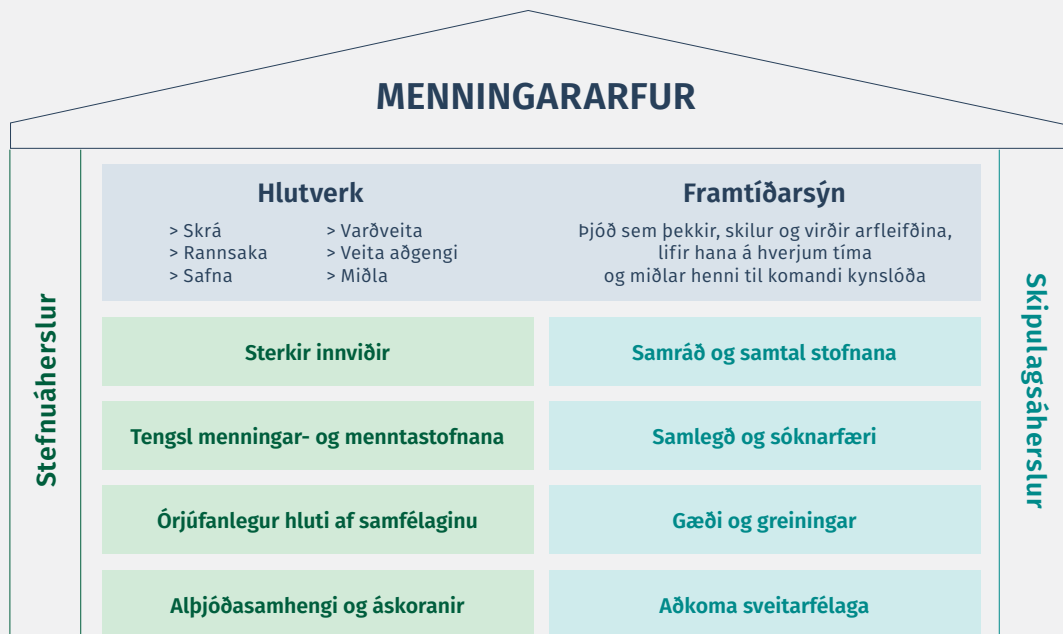 MENNINGARARFUR
Hlutverk
> Skrá
> Rannsaka
> Safna
> Varðveita
> Veita aðgengi
> Miðla
Framtíðarsýn
Þjóð sem þekkir, skilur og virðir arfleifðina,
lifir hana á hverjum tíma
og miðlar henni til komandi kynslóða
Stefnuáherslur
Sterkir innviðir
Tengsl menningar- og menntastofnana
Órjúfanlegur hluti af samfélaginu
Alþjóðasamhengi og áskoranir
Samráð og samtal stofnana
Samlegð og sóknarfæri
Gæði og greiningar
Aðkoma sveitarfélaga
Skipulagsáherslur